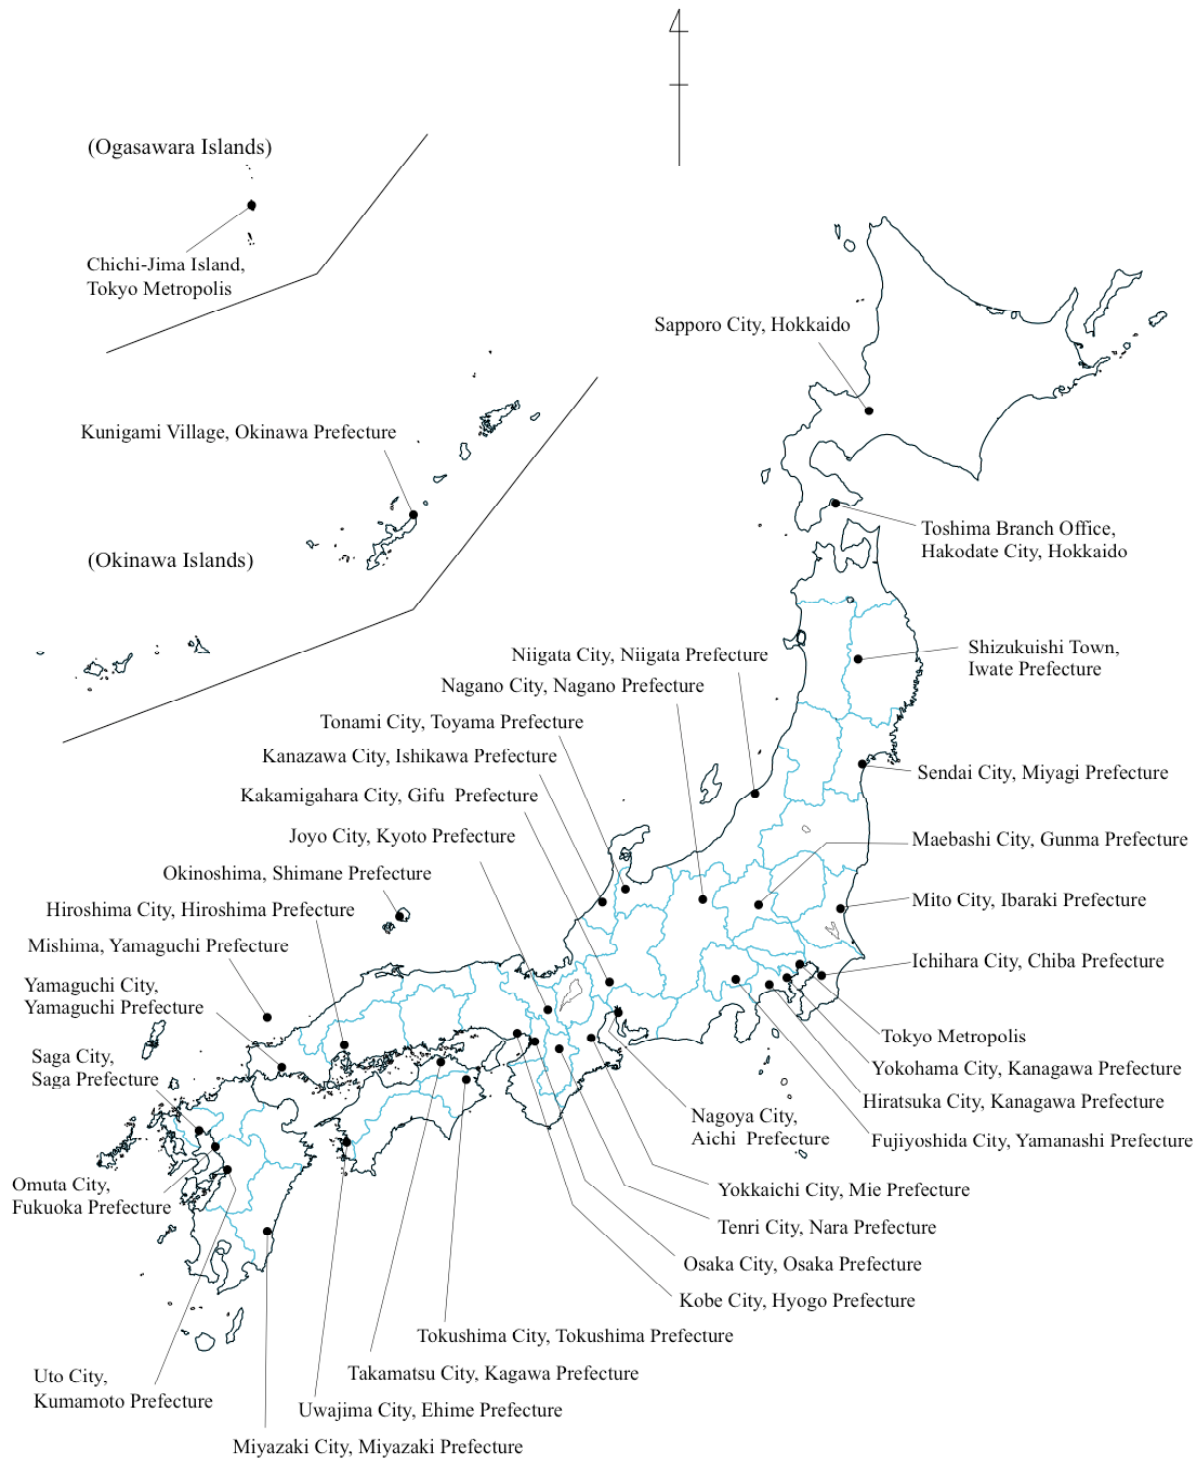 (Ogasawara Islands)
Chichi-Jima Island,
Tokyo Metropolis
Sapporo City, Hokkaido
Kunigami Village, Okinawa Prefecture
Toshima Branch Office,
Hakodate City, Hokkaido
(Okinawa Islands)
Shizukuishi Town,
Iwate Prefecture
Niigata City, Niigata Prefecture
Nagano City, Nagano Prefecture
Tonami City, Toyama Prefecture
Kanazawa City, Ishikawa Prefecture
Sendai City, Miyagi Prefecture
Kakamigahara City, Gifu Prefecture
Joyo City, Kyoto Prefecture
Maebashi City, Gunma Prefecture
Okinoshima, Shimane Prefecture
Mito City, Ibaraki Prefecture
Hiroshima City, Hiroshima Prefecture
Mishima, Yamaguchi Prefecture
Ichihara City, Chiba Prefecture
Yamaguchi City,
Yamaguchi Prefecture
Tokyo Metropolis
Saga City,
Saga Prefecture
Yokohama City, Kanagawa Prefecture
Hiratsuka City, Kanagawa Prefecture
Nagoya City,
Aichi Prefecture
Fujiyoshida City, Yamanashi Prefecture
Omuta City,
Fukuoka Prefecture
Yokkaichi City, Mie Prefecture
Tenri City, Nara Prefecture
Osaka City, Osaka Prefecture
Kobe City, Hyogo Prefecture
Tokushima City, Tokushima Prefecture
Takamatsu City, Kagawa Prefecture
Uto City,
Kumamoto Prefecture
Uwajima City, Ehime Prefecture
Miyazaki City, Miyazaki Prefecture